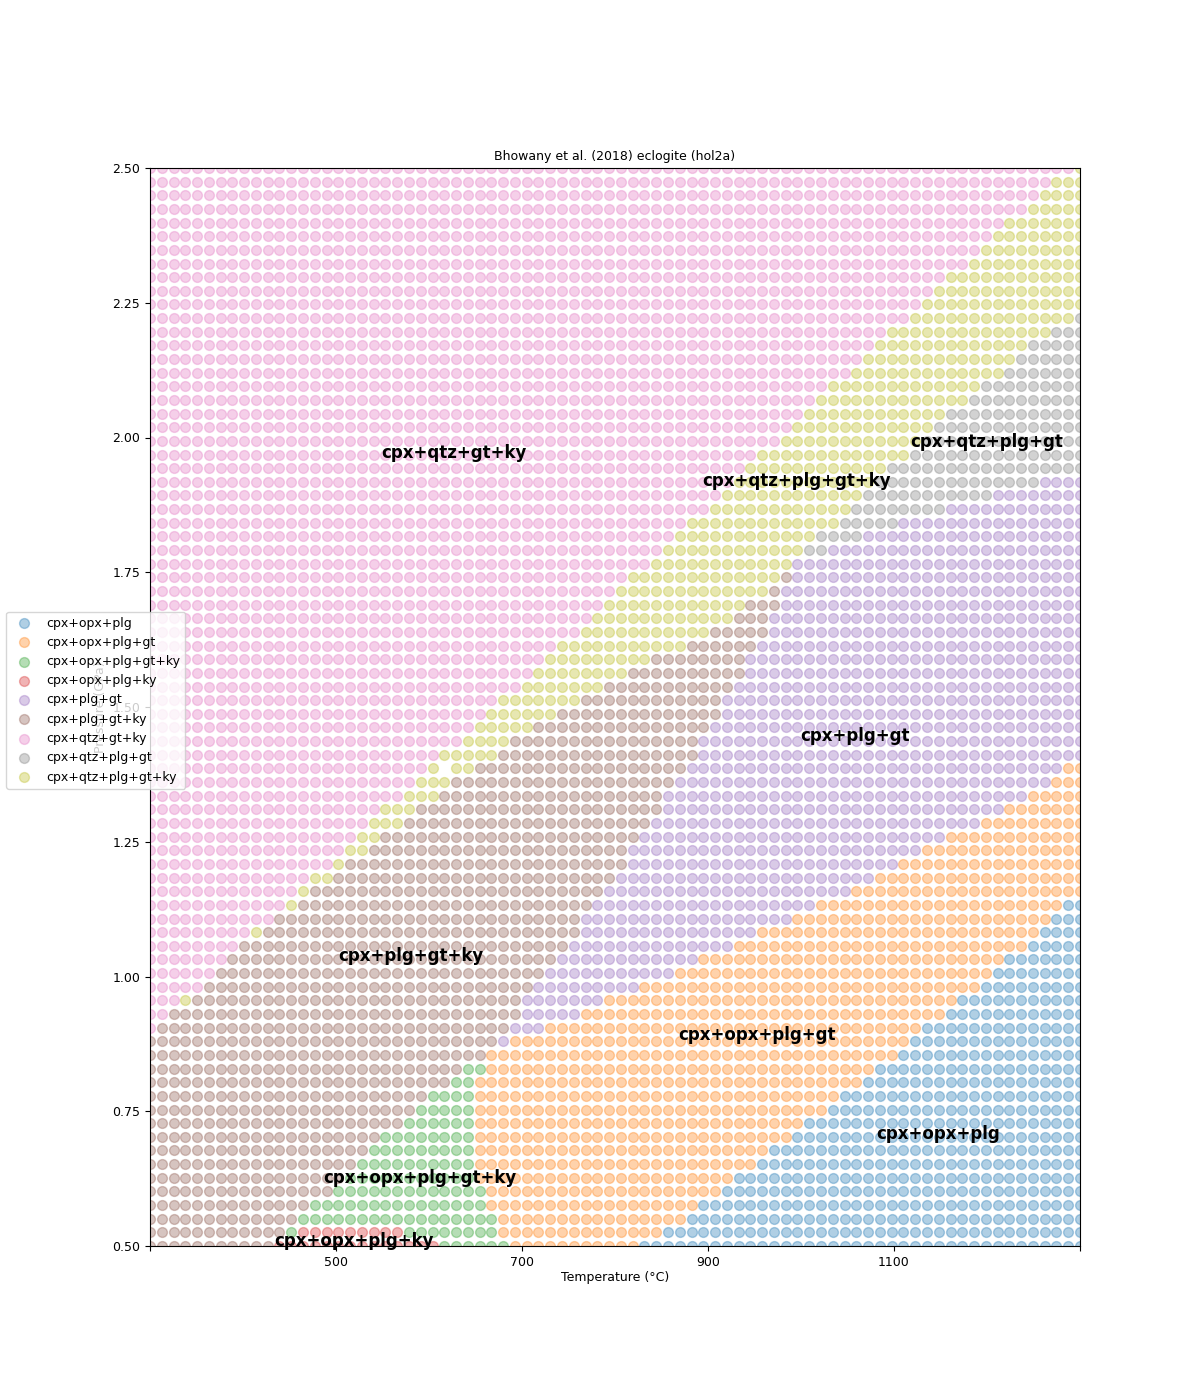 Bhowany et al. (2018) eclogite (hol2a)
2.50
2.25
2.00
1.75
1.50
1.25
1.00
0.75
0.50
500
700
900
1100
Temperature (°C)
cpx+opx+plg
cpx+opx+plg+gt
cpx+opx+plg+gt+ky
cpx+opx+plg+ky
cpx+plg+gt
cpx+plg+gt+ky
cpx+qtz+gt+ky
cpx+qtz+plg+gt
cpx+qtz+plg+gt+ky
cpx+qtz+plg+gt
cpx+qtz+gt+ky
cpx+qtz+plg+gt+ky
cpx+plg+gt
cpx+plg+gt+ky
cpx+opx+plg+gt
cpx+opx+plg
cpx+opx+plg+gt+ky
cpx+opx+plg+ky